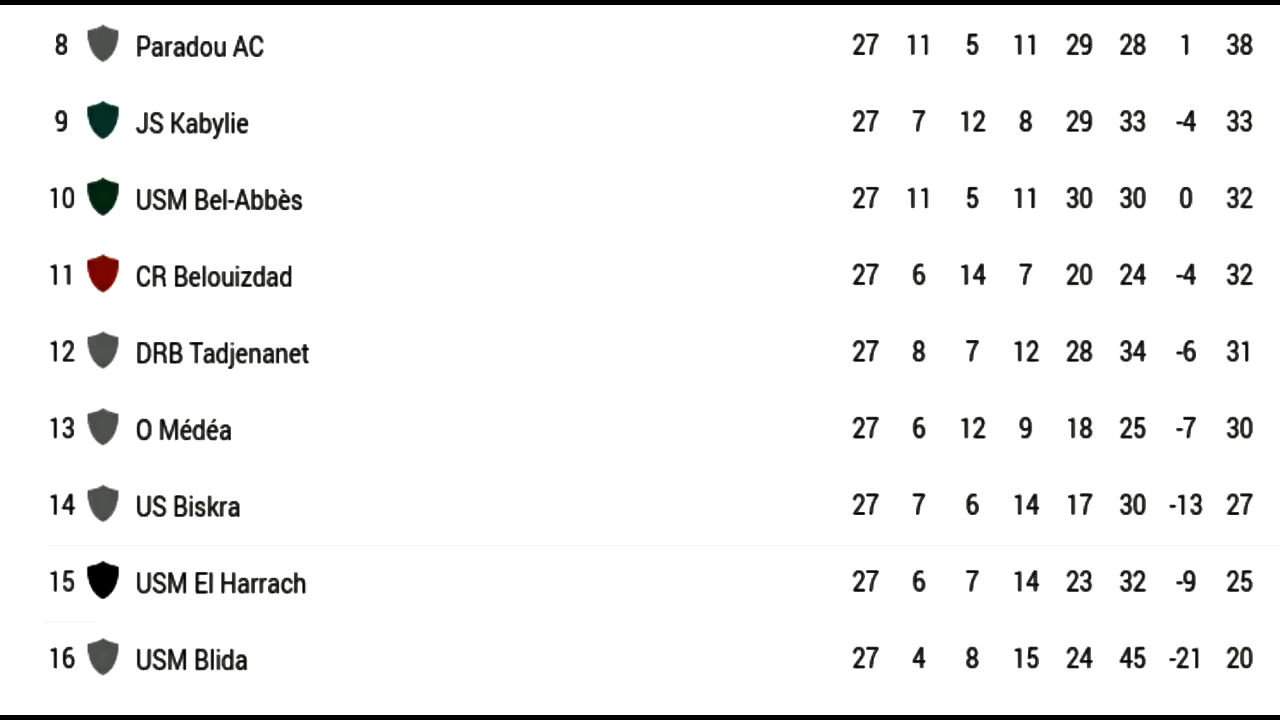 8 Paradou AC 27 11 5 11 29 28 1 38
9 JS Kabylie 27 7 12 8 29 33 -4 33
10 USM Bel-Abbès 27 11 5 11 30 30 0 32
11 CR Belouizdad 27 6 14 7 20 24 -4 32
12 DRB Tadjenanet 27 8 7 12 28 34 -6 31
13 O Médéa 27 6 12 9 18 25 -7 30
14 US Biskra 27 7 6 14 17 30 -13 27
15 USM El Harrach 27 6 7 14 23 32 -9 25
16 USM Blida 27 4 8 15 24 45 -21 20